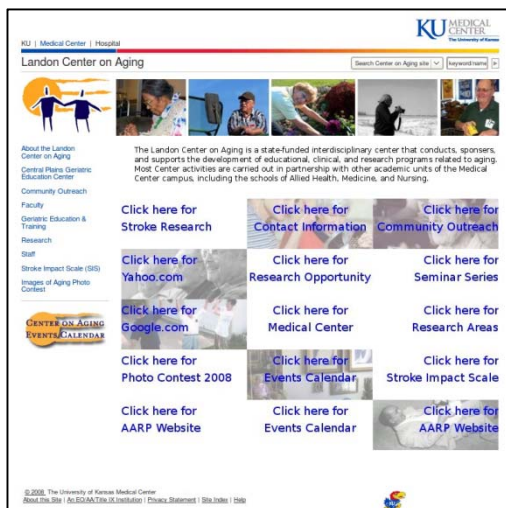 KU MEDICAL
CENTER
The University of Kansas
KU | Medical Center | Hospital
Landon Center on Aging
Search Center on Aging site
keyword/name
>
About the Landon
Center on Aging
Central Plains Geriatric
Education Center
Community Outreach
Faculty
Geriatric Education &
Training
Research
Staff
Stroke Impact Scale (SIS)
Images of Aging Photo
Contest
CENTER ON AGING
EVENTS CALENDAR
The Landon Center on Aging is a state-funded interdisciplinary center that conducts, sponsors,
and supports the development of educational, clinical, and research programs related to aging.
Most Center activities are carried out in partnership with other academic units of the Medical
Center campus, including the schools of Allied Health, Medicine, and Nursing.
Click here for
Stroke Research
Click here for
Contact Information
Click here for
Community Outreach
Click here for
Yahoo.com
Click here for
Research Opportunity
Click here for
Seminar Series
Click here for
Google.com
Click here for
Medical Center
Click here for
Research Areas
Click here for
Photo Contest 2008
Click here for
Events Calendar
Click here for
Stroke Impact Scale
Click here for
AARP Website
Click here for
Events Calendar
Click here for
AARP Website
© 2008 The University of Kansas Medical Center
About this Site | An EO/AA/Title IX Institution | Privacy Statement | Site Index | Help